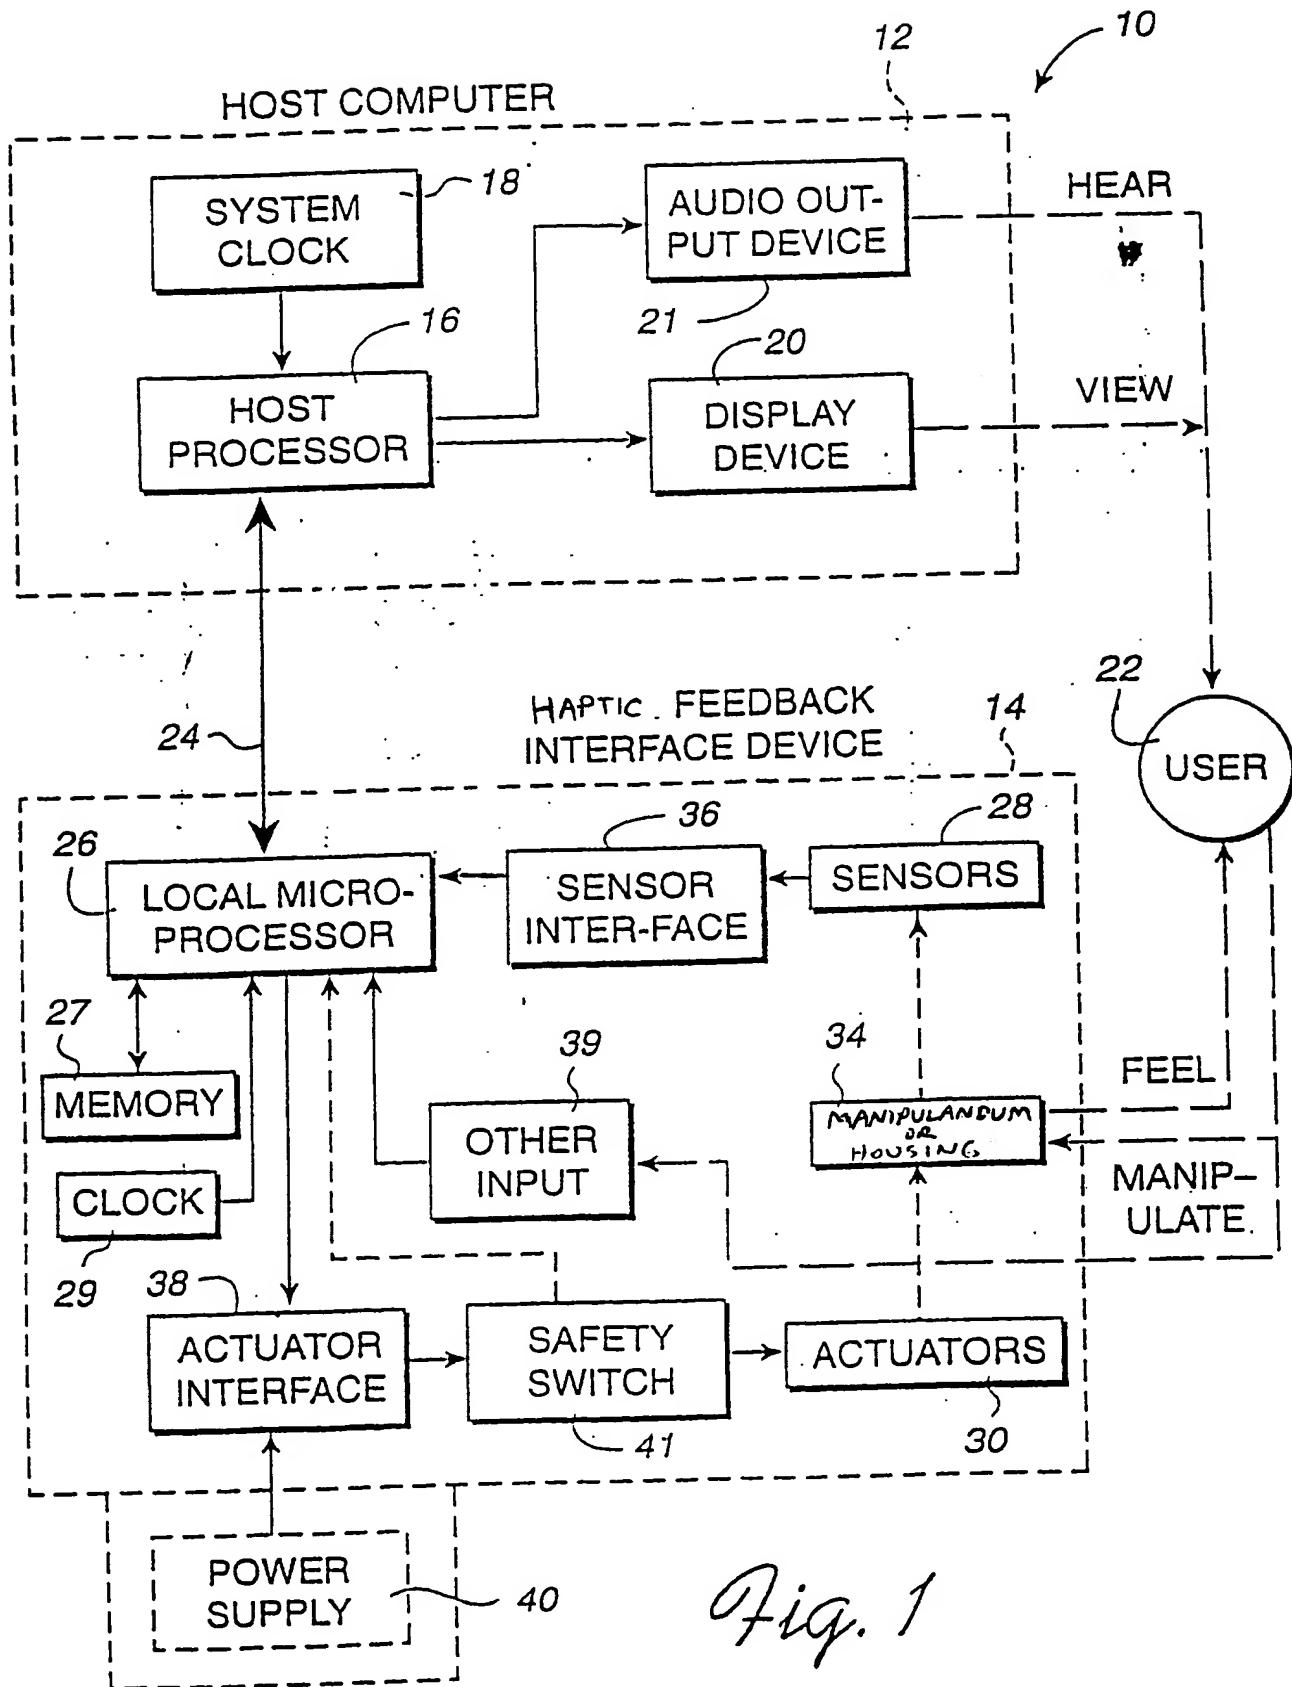 10
12
HOST COMPUTER
SYSTEM
CLOCK
18
AUDIO OUT-
PUT DEVICE
21
HEAR
16
HOST
PROCESSOR
20
DISPLAY
DEVICE
VIEW
24
HAPTIC. FEEDBACK
INTERFACE DEVICE
14
22
USER
26
LOCAL MICRO-
PROCESSOR
36
SENSOR
INTER-FACE
28
SENSORS
27
MEMORY
39
OTHER
INPUT
34
MANIPULANDUM
OR
HOUSING
FEEL
MANIP-
ULATE
CLOCK
29
38
ACTUATOR
INTERFACE
SAFETY
SWITCH
41
ACTUATORS
30
POWER
SUPPLY
40
Fig. 1